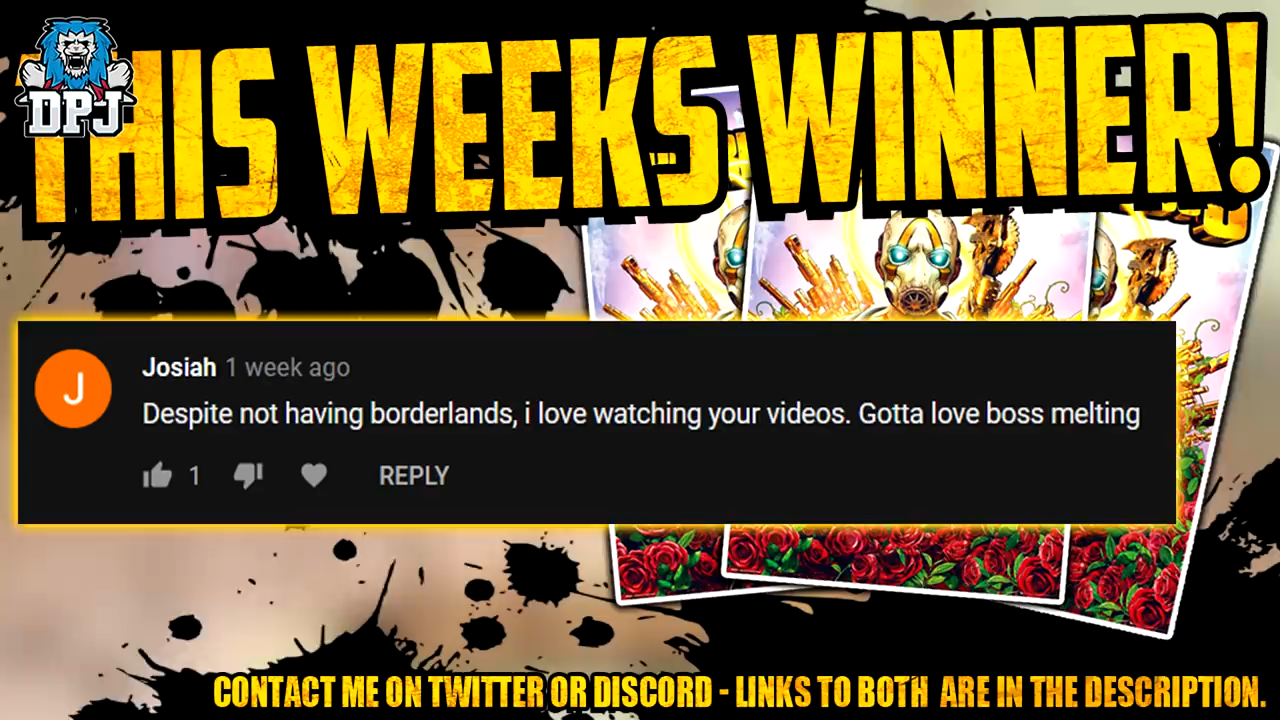 THIS WEEKS WINNER!
DPJ
J
Josiah 1 week ago
Despite not having borderlands, i love watching your videos. Gotta love boss melting
1 REPLY
CONTACT ME ON TWITTER OR DISCORD - LINKS TO BOTH ARE IN THE DESCRIPTION.